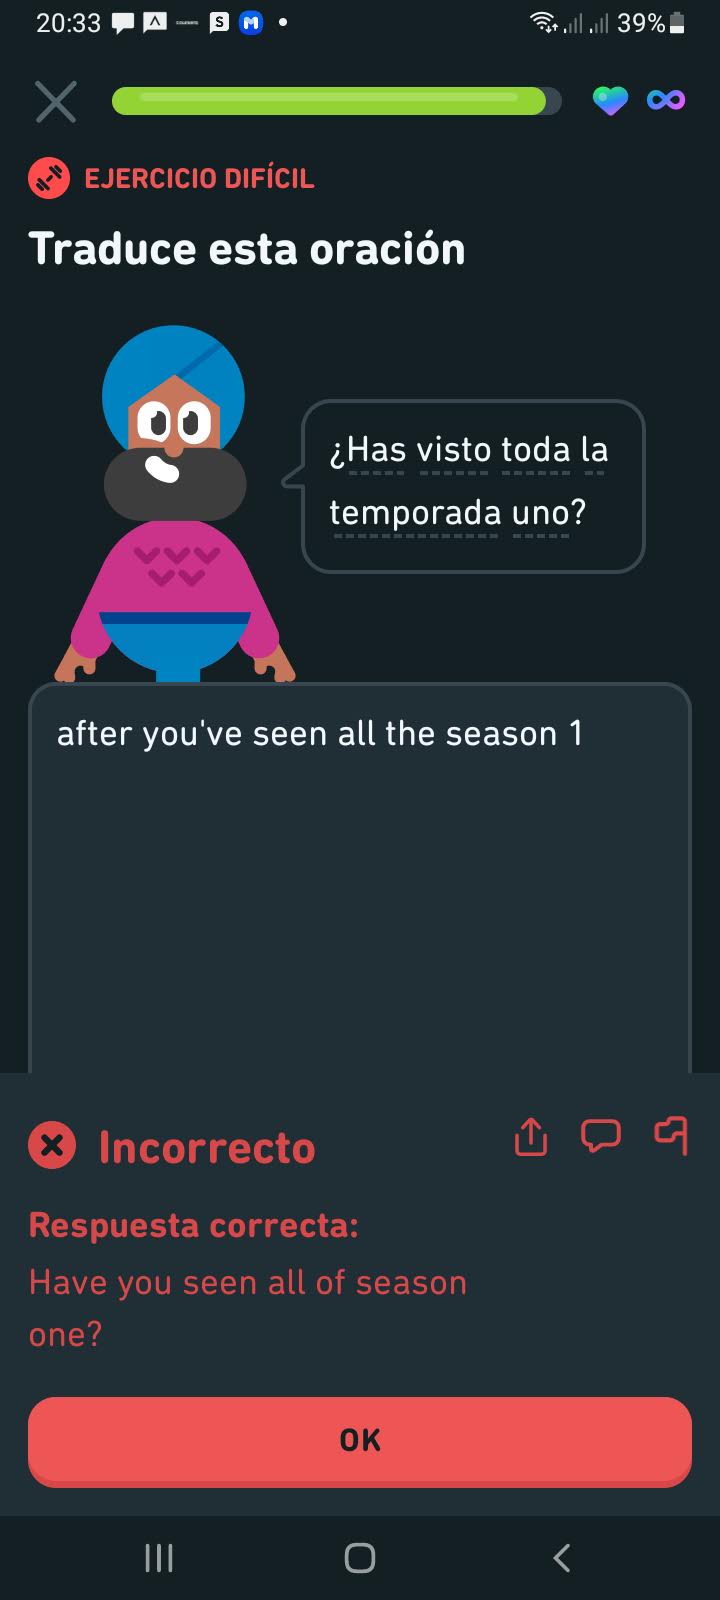 20:33 39%
EJERCICIO DIFÍCIL
Traduce esta oración
¿Has visto toda la
temporada uno?
after you've seen all the season 1
Incorrecto
Respuesta correcta:
Have you seen all of season
one?
OK